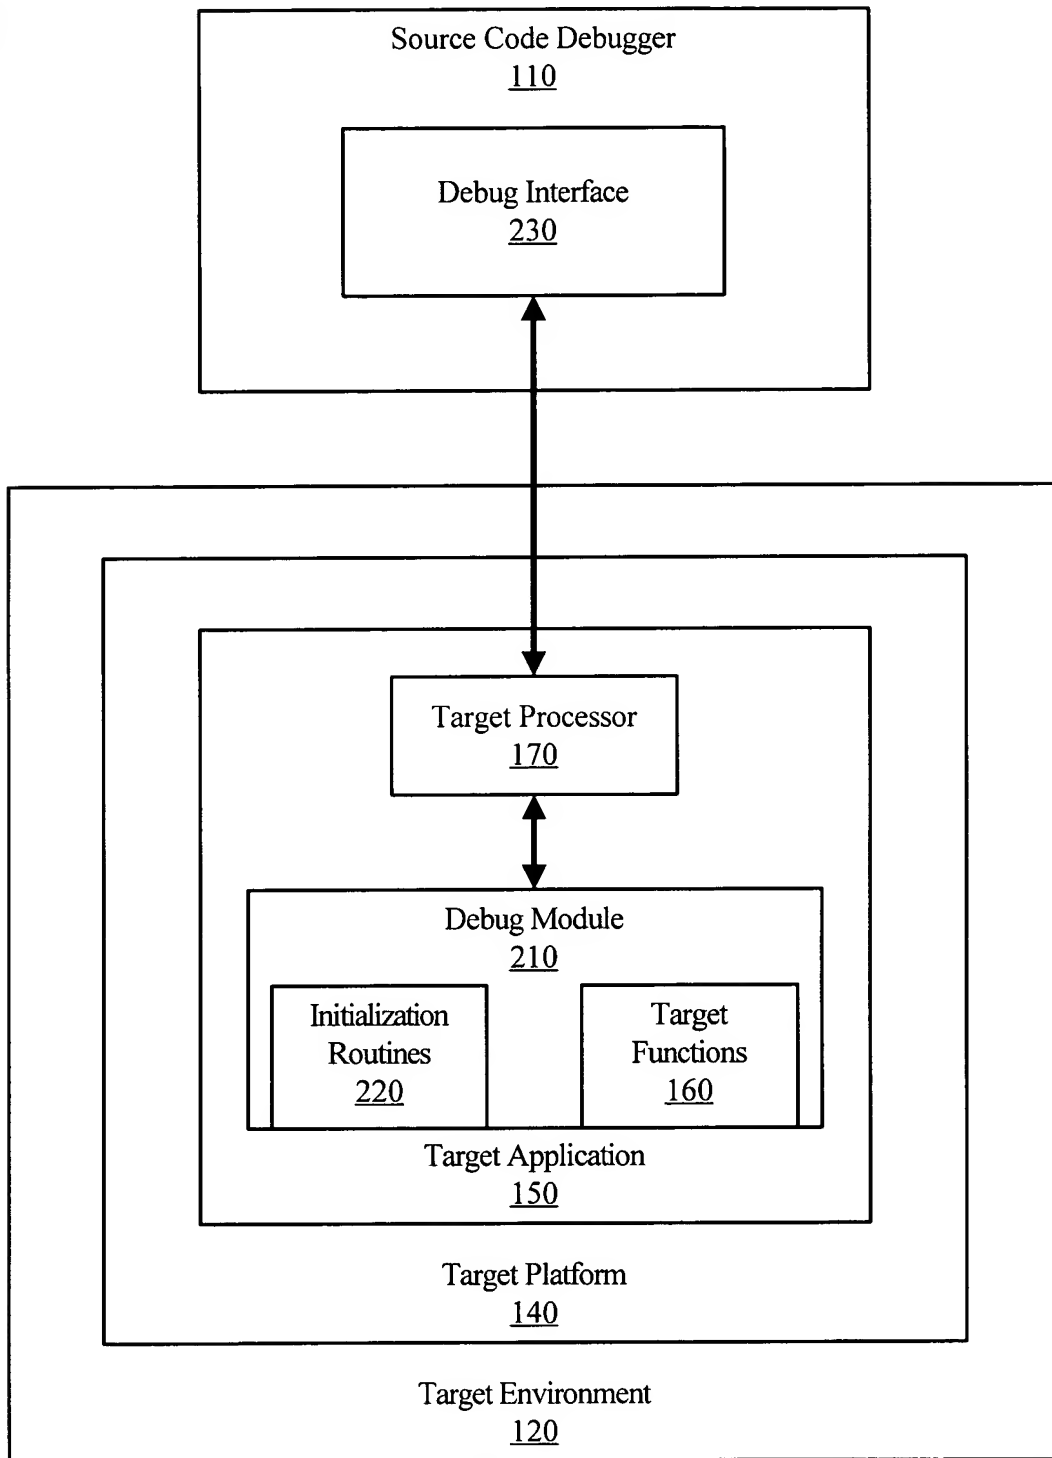 Source Code Debugger
110
Debug Interface
230
Target Processor
170
Debug Module
210
Initialization
Routines
220
Target
Functions
160
Target Application
150
Target Platform
140
Target Environment
120